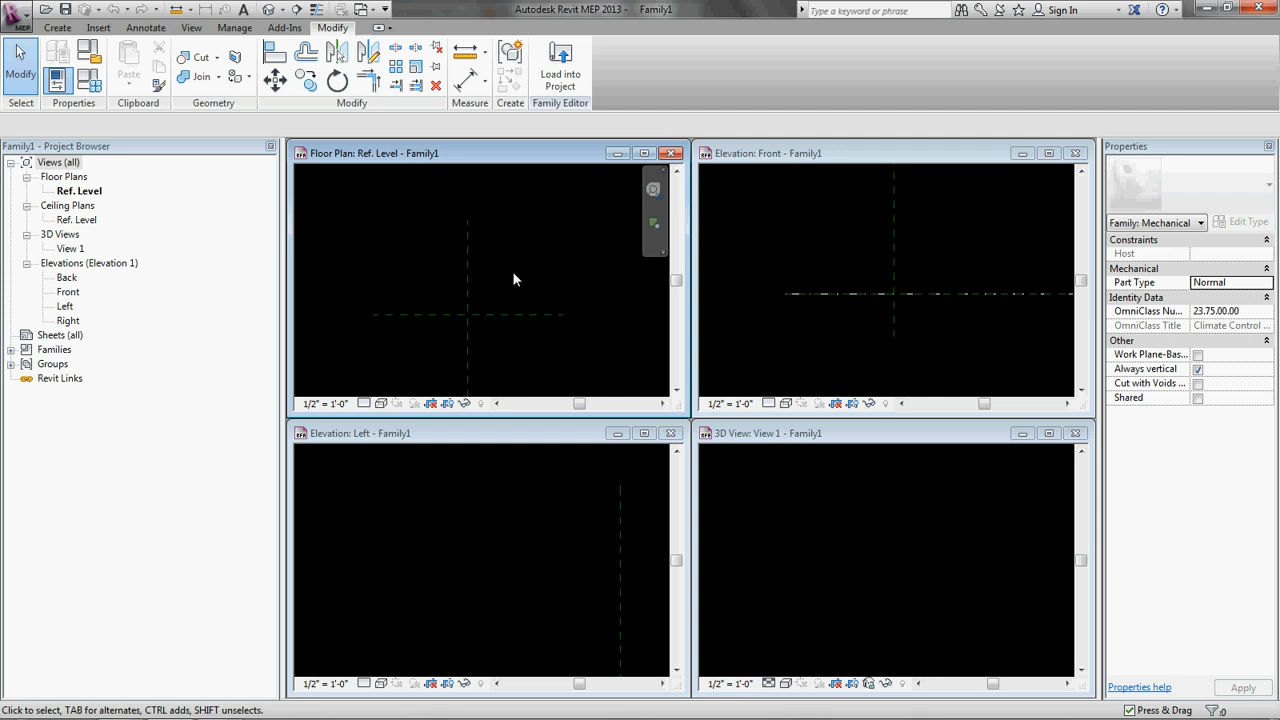 Autodesk Revit MEP 2013 - Family1
Type a keyword or phrase
Sign In
MEP
Create
Insert
Annotate
View
Manage
Add-Ins
Modify
Modify
Paste
Cut
Join
Load into
Project
Select
Properties
Clipboard
Geometry
Modify
Measure
Create
Family Editor
Family1 - Project Browser
Views (all)
Floor Plans
Ref. Level
Ceiling Plans
Ref. Level
3D Views
View 1
Elevations (Elevation 1)
Back
Front
Left
Right
Sheets (all)
Families
Groups
Revit Links
Floor Plan: Ref. Level - Family1
1/2" = 1'-0"
Elevation: Front - Family1
1/2" = 1'-0"
Elevation: Left - Family1
1/2" = 1'-0"
3D View: View 1 - Family1
1/2" = 1'-0"
Properties
Family: Mechanical
Edit Type
Constraints
Host
Mechanical
Part Type Normal
Identity Data
OmniClass Nu... 23.75.00.00
OmniClass Title Climate Control ...
Other
Work Plane-Bas...
Always vertical
Cut with Voids ...
Shared
Properties help
Apply
Click to select, TAB for alternates, CTRL adds, SHIFT unselects.
Press & Drag
:0